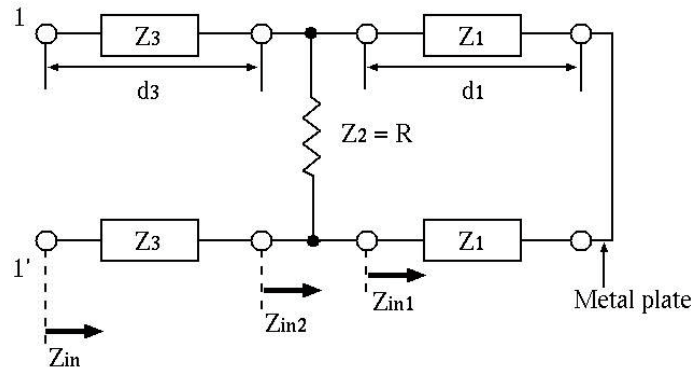 1
Z3
Z1
d3
d1
Z2 = R
Z3
Z1
1'
Zin2
Zin1
Metal plate
Zin